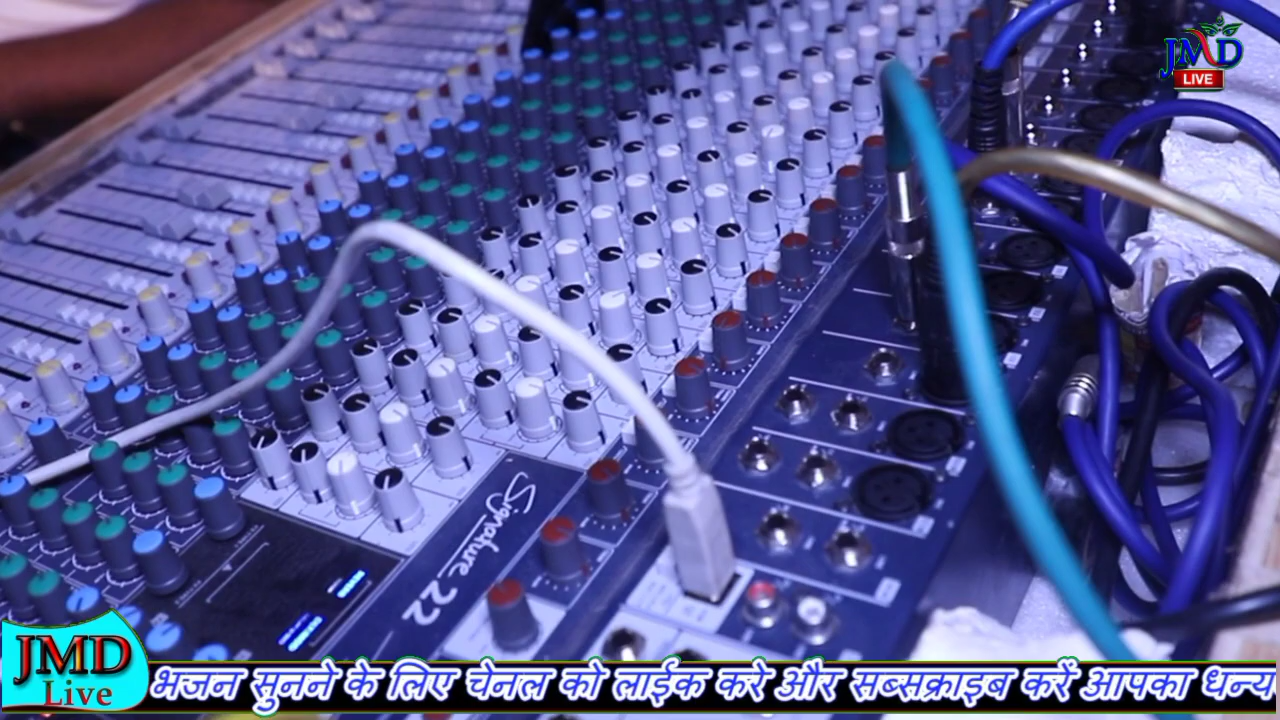 JMD
LIVE
Signature 22
JMD
Live
भजन सुनने के लिए चेनल को लाईक करे और सब्सक्राइब करें आपका धन्य